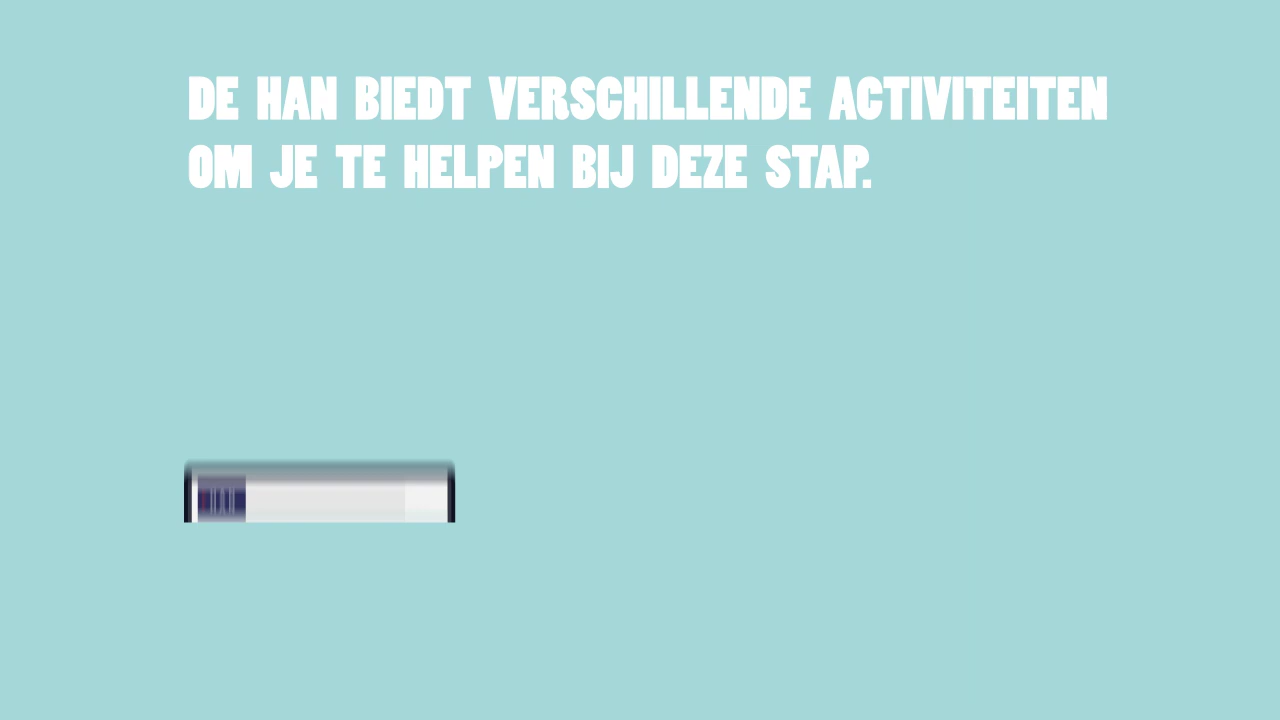 DE HAN BIEDT VERSCHILLENDE ACTIVITEITEN
OM JE TE HELPEN BIJ DEZE STAP.